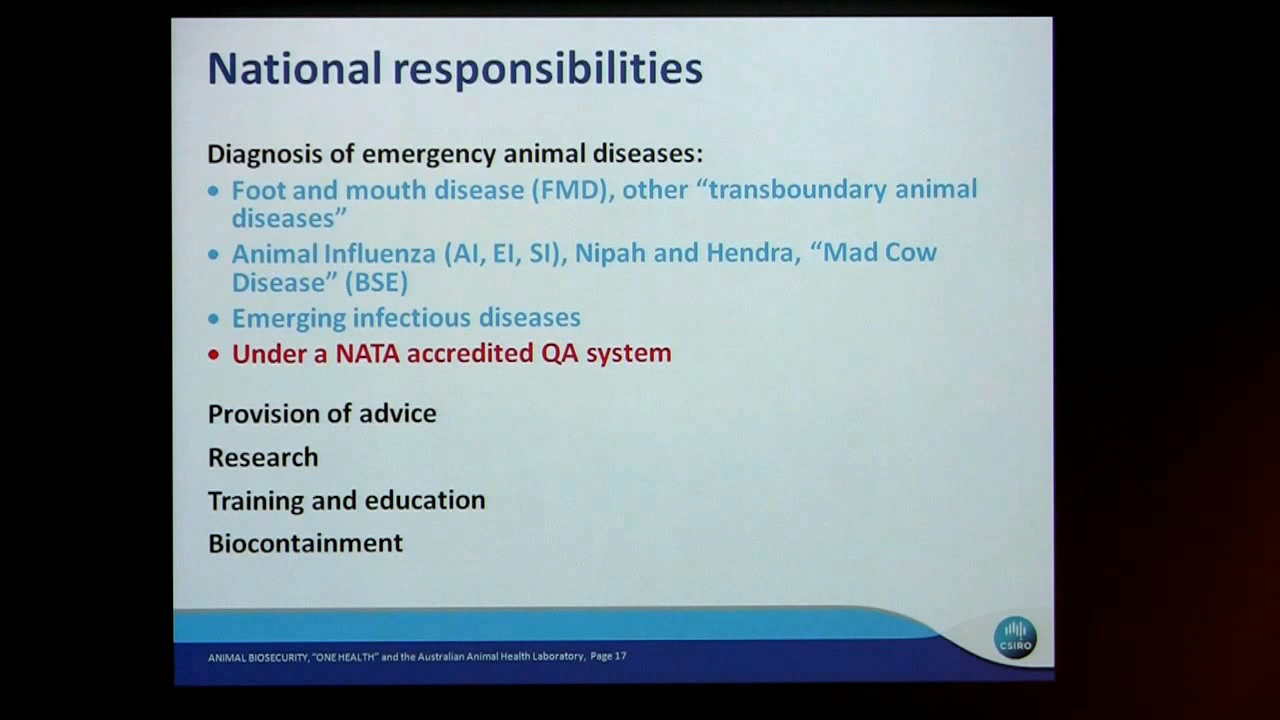 National responsibilities
Diagnosis of emergency animal diseases:
• Foot and mouth disease (FMD), other “transboundary animal
diseases”
• Animal Influenza (AI, EI, SI), Nipah and Hendra, “Mad Cow
Disease” (BSE)
• Emerging infectious diseases
• Under a NATA accredited QA system
Provision of advice
Research
Training and education
Biocontainment
CSIRO
ANIMAL BIOSECURITY, “ONE HEALTH” and the Australian Animal Health Laboratory, Page 17